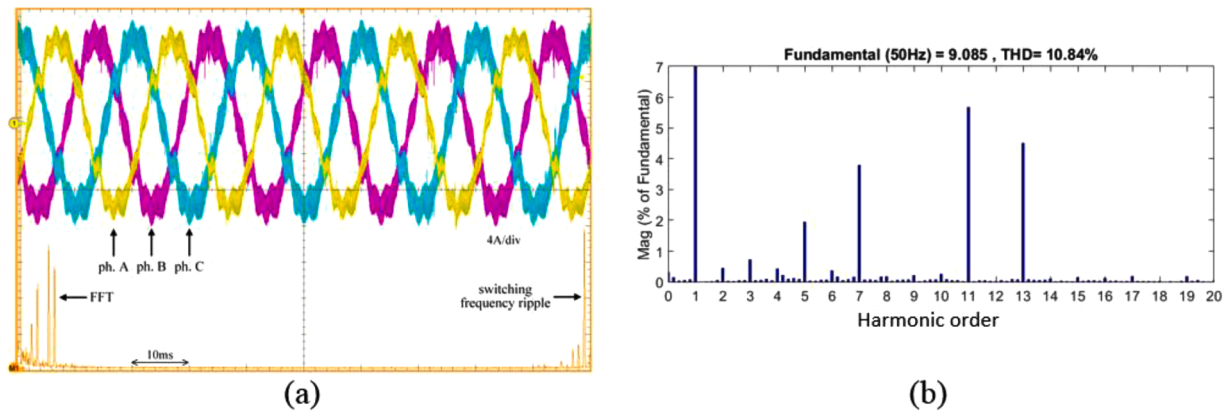 4A/div
ph. A
ph. B
ph. C
FFT
switching
frequency ripple
10ms
(a)
Fundamental (50Hz) = 9.085 , THD= 10.84%
Mag (% of Fundamental)
7
6
5
4
3
2
1
0
0 1 2 3 4 5 6 7 8 9 10 11 12 13 14 15 16 17 18 19 20
Harmonic order
(b)